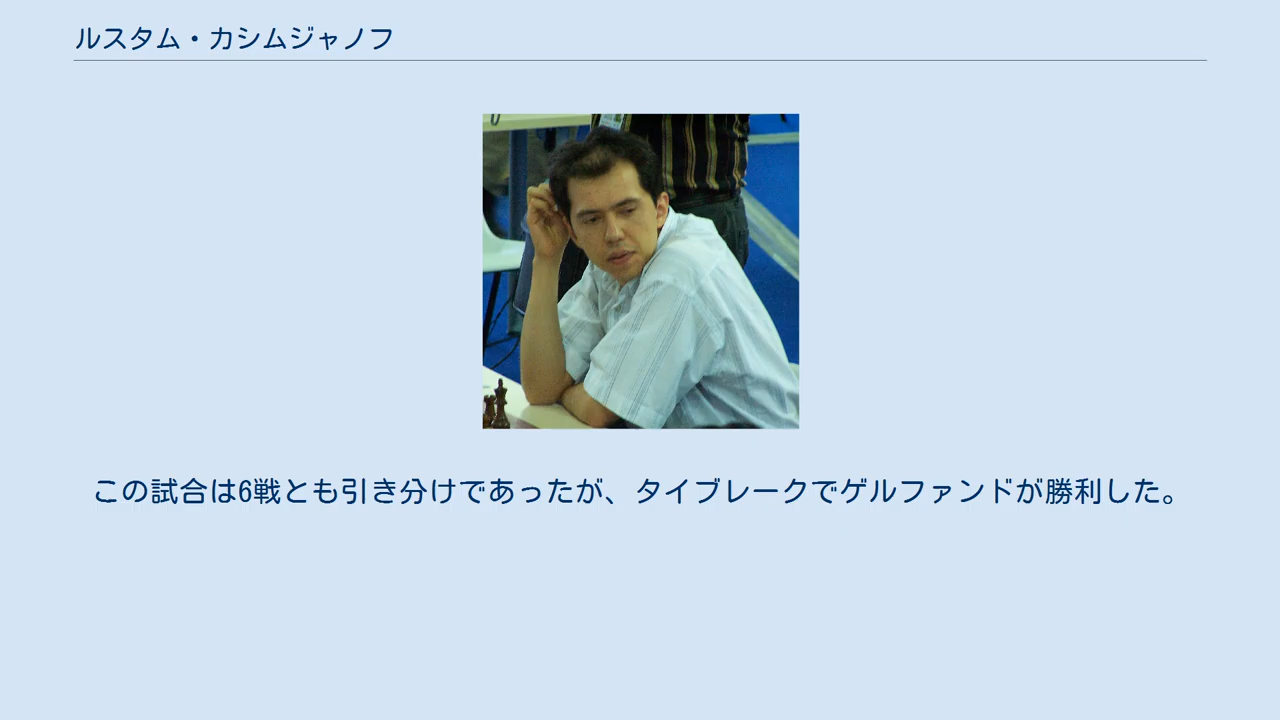 ルスタム・カシムジャノフ
この試合は6戦とも引き分けであったが、タイブレークでゲルファンドが勝利した。